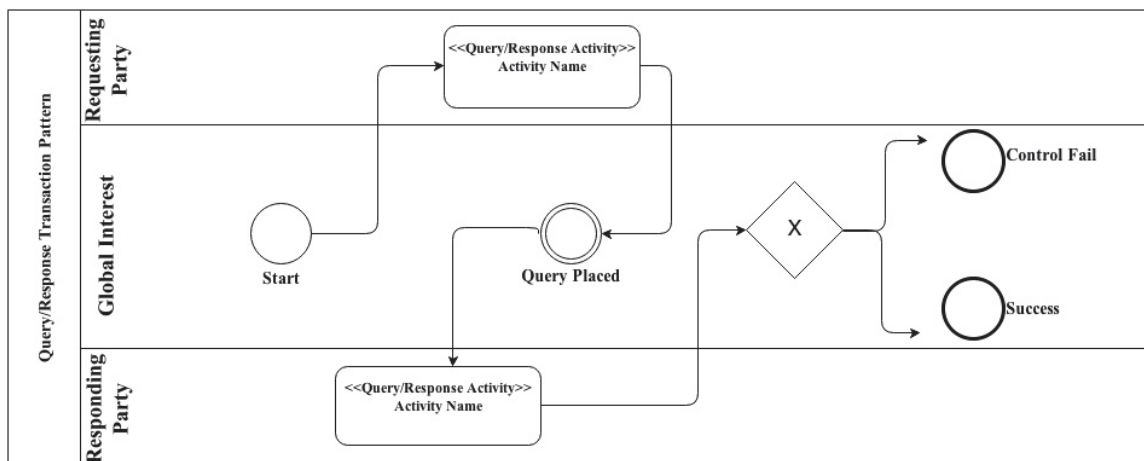 Query/Response Transaction Pattern
Requesting
Party
<<Query/Response Activity>>
Activity Name
Global Interest
Start
Query Placed
X
Control Fail
Success
Responding
Party
<<Query/Response Activity>>
Activity Name